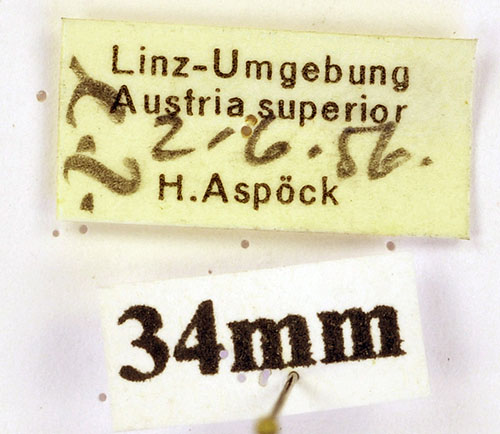 Linz-Umgebung
Austria superior
2.6.56.
H.Aspöck
34mm